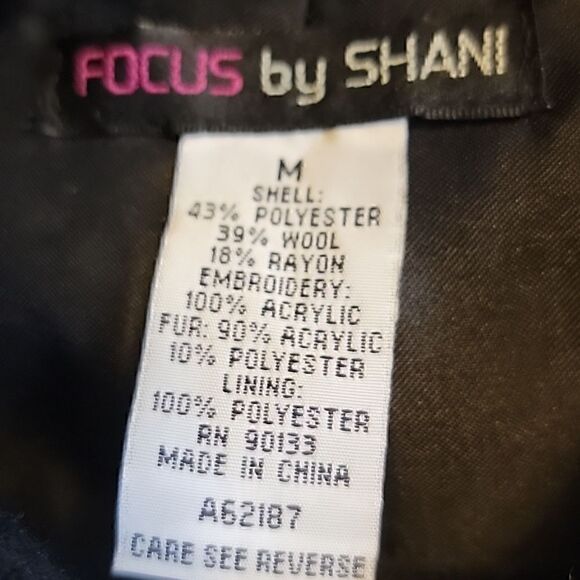 FOCUS by SHANI
M
SHELL:
43% POLYESTER
39% WOOL
18% RAYON
EMBROIDERY:
100% ACRYLIC
FUR: 90% ACRYLIC
10% POLYESTER
LINING:
100% POLYESTER
RN 90133
MADE IN CHINA
A62187
CARE SEE REVERSE